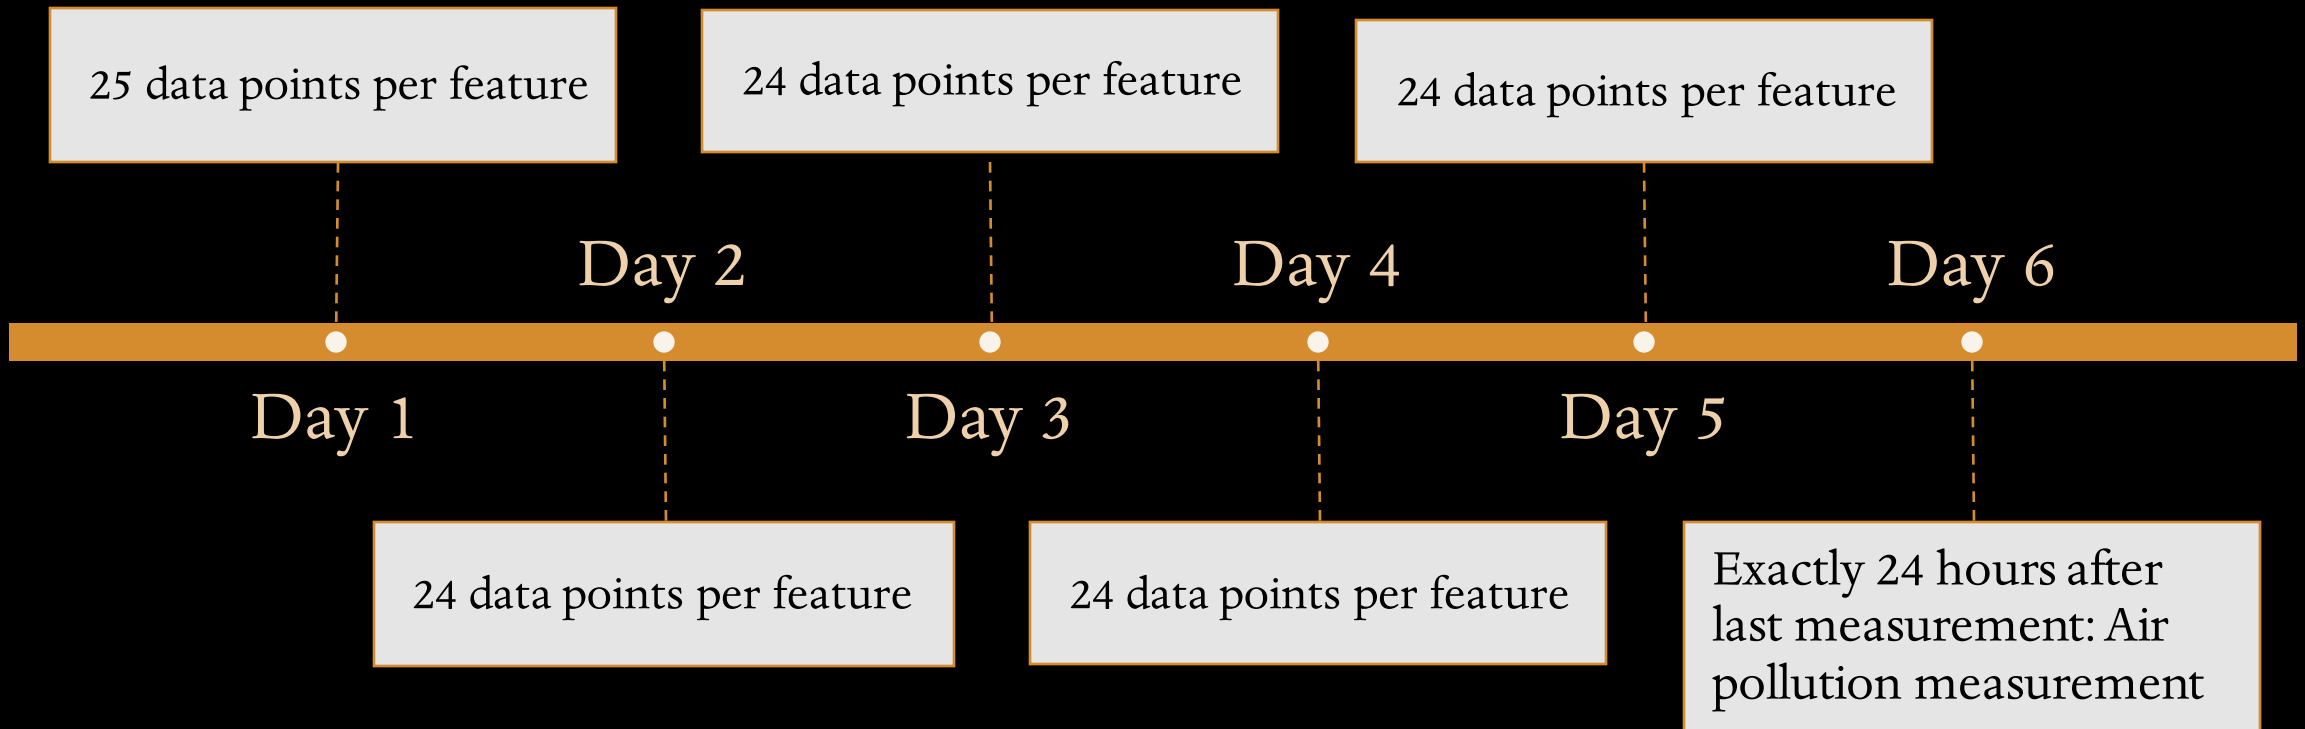 25 data points per feature
24 data points per feature
24 data points per feature
Day 2
Day 4
Day 6
Day 1
Day 3
Day 5
24 data points per feature
24 data points per feature
Exactly 24 hours after
last measurement: Air
pollution measurement